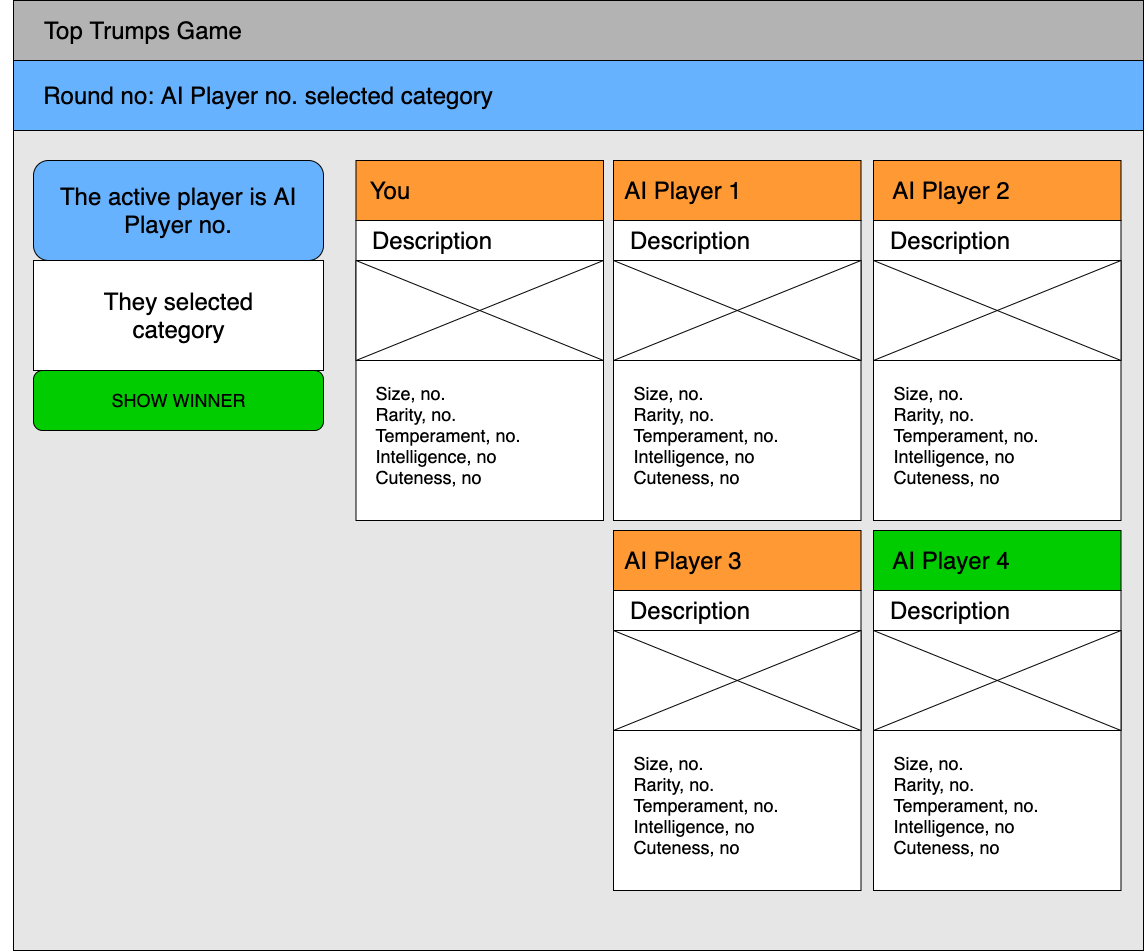 Top Trumps Game
Round no: AI Player no. selected category
The active player is AI
Player no.
They selected
category
SHOW WINNER
You
Description
Size, no.
Rarity, no.
Temperament, no.
Intelligence, no
Cuteness, no
AI Player 1
Description
Size, no.
Rarity, no.
Temperament, no.
Intelligence, no
Cuteness, no
AI Player 2
Description
Size, no.
Rarity, no.
Temperament, no.
Intelligence, no
Cuteness, no
AI Player 3
Description
Size, no.
Rarity, no.
Temperament, no.
Intelligence, no
Cuteness, no
AI Player 4
Description
Size, no.
Rarity, no.
Temperament, no.
Intelligence, no
Cuteness, no